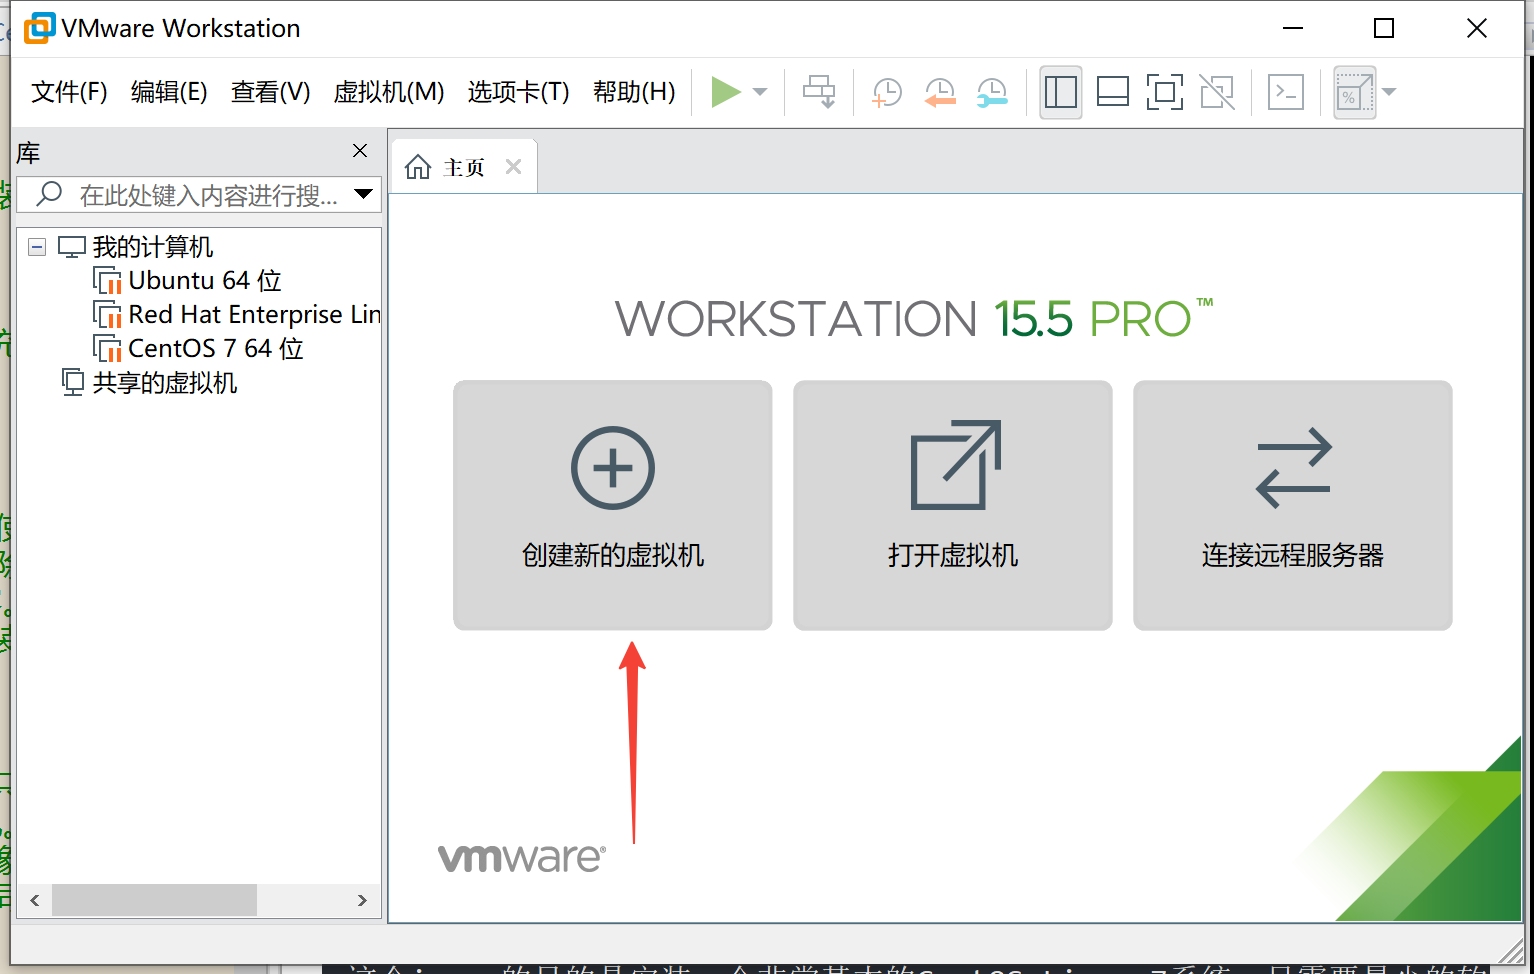 VMware Workstation
文件(F) 编辑(E) 查看(V) 虚拟机(M) 选项卡(T) 帮助(H)
库
主页
在此处键入内容进行搜...
我的计算机
Ubuntu 64 位
Red Hat Enterprise Lin
CentOS 7 64 位
共享的虚拟机
WORKSTATION 15.5 PRO™
创建新的虚拟机
打开虚拟机
连接远程服务器
vmware®